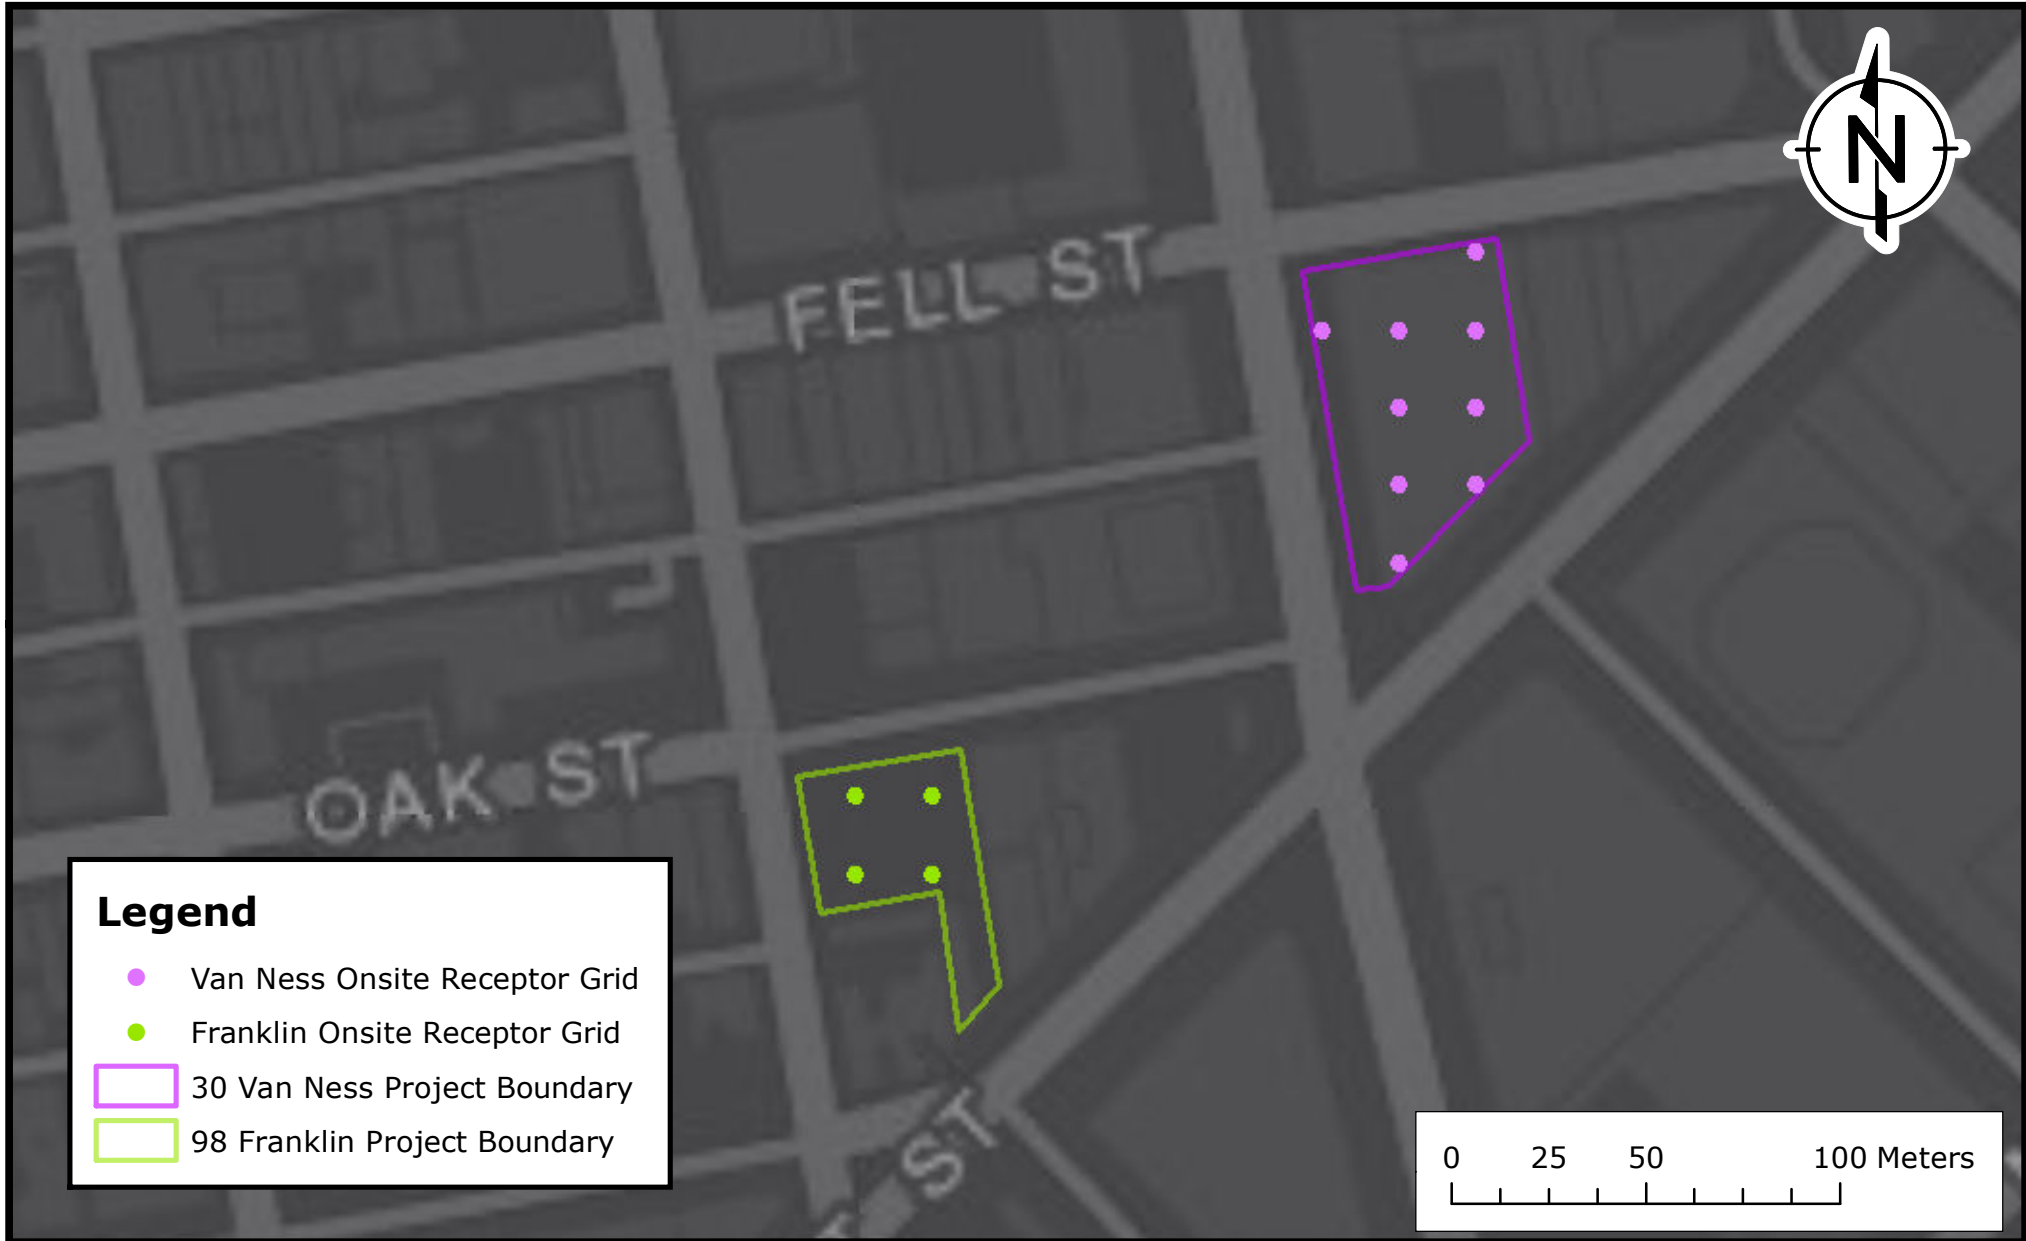 N
FELL ST
OAK ST
ST
Legend
Van Ness Onsite Receptor Grid
Franklin Onsite Receptor Grid
30 Van Ness Project Boundary
98 Franklin Project Boundary
0 25 50 100 Meters